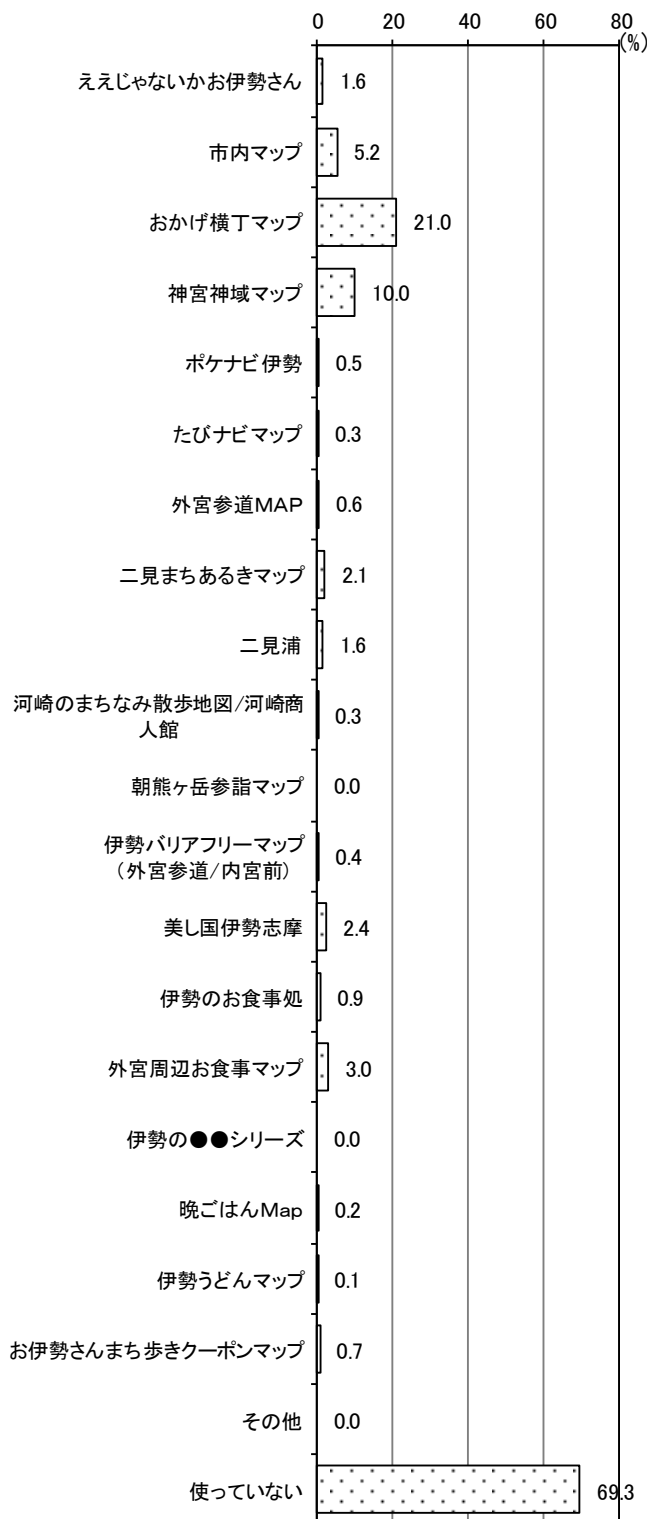 0 20 40 60 80
(%)
ええじゃないかお伊勢さん 1.6
市内マップ 5.2
おかげ横丁マップ 21.0
神宮神域マップ 10.0
ポケナビ伊勢 0.5
たびナビマップ 0.3
外宮参道MAP 0.6
二見まちあるきマップ 2.1
二見浦 1.6
河崎のまちなみ散歩地図/河崎商
人館 0.3
朝熊ヶ岳参詣マップ 0.0
伊勢バリアフリーマップ
（外宮参道/内宮前） 0.4
美し国伊勢志摩 2.4
伊勢のお食事処 0.9
外宮周辺お食事マップ 3.0
伊勢の●●シリーズ 0.0
晩ごはんMap 0.2
伊勢うどんマップ 0.1
お伊勢さんまち歩きクーポンマップ 0.7
その他 0.0
使っていない 69.3